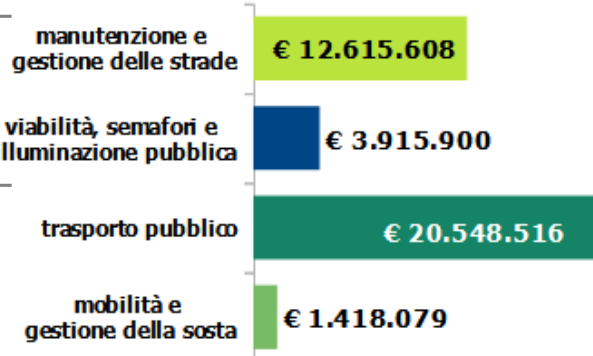 manutenzione e
gestione delle strade
€ 12.615.608
viabilità, semafori e
lluminazione pubblica
€ 3.915.900
trasporto pubblico
€ 20.548.516
mobilità e
gestione della sosta
€ 1.418.079